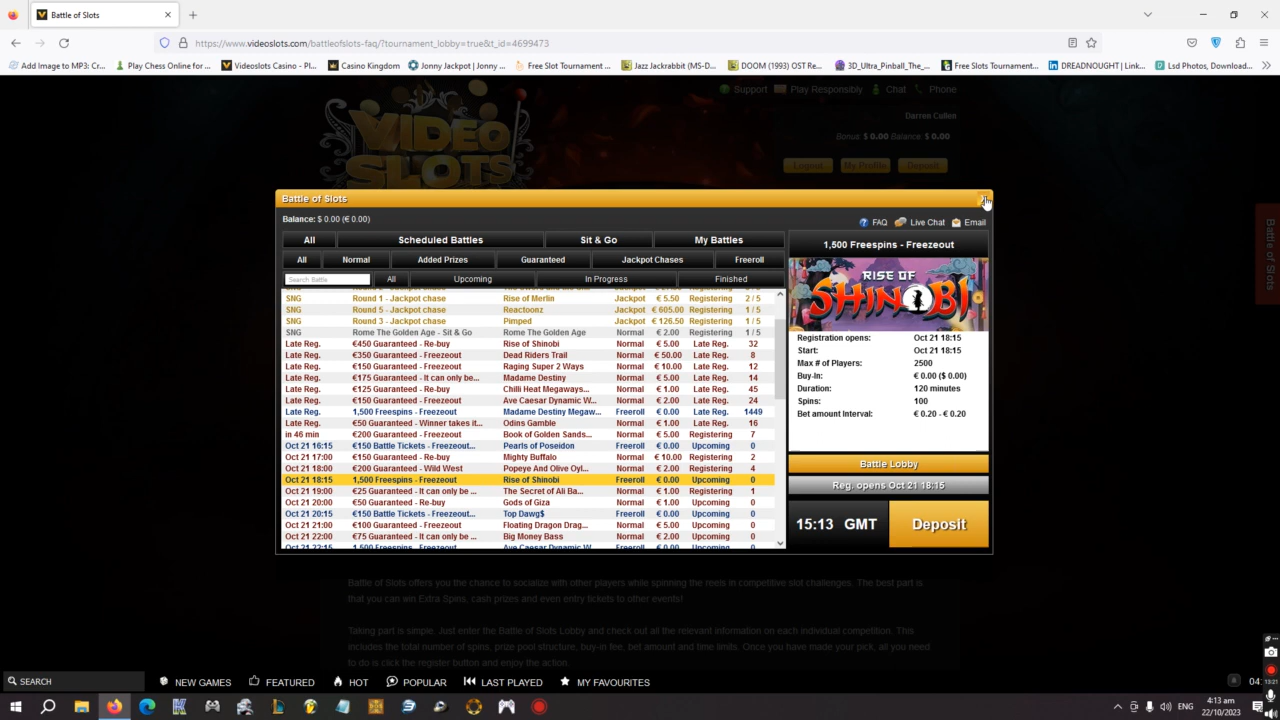 Battle of Slots
https://www.videoslots.com/battleofslots-faq/?tournament_lobby=true&t_id=4699473
Add Image to MP3: Cr... Play Chess Online for ... Videoslots Casino - Pl... Casino Kingdom Jonny Jackpot | Jonny ... Free Slot Tournament ... Jazz Jackrabbit (MS-D... DOOM (1993) OST Re... 3D_Ultra_Pinball_The_... Free Slots Tournament... DREADNOUGHT | Link... Lsd Photos, Download...
Support Play Responsibly Chat Phone
Darren Cullen
Bonus: $ 0.00 Balance: $ 0.00
VIDEO SLOTS
Logout My Profile Deposit
Battle of Slots
Balance: $ 0.00 (€ 0.00)
FAQ Live Chat Email
All Scheduled Battles Sit & Go My Battles
All Normal Added Prizes Guaranteed Jackpot Chases Freeroll
Search Battle All Upcoming In Progress Finished
SNG Round 1 - Jackpot chase Rise of Merlin Jackpot € 5.50 Registering 2 / 5
SNG Round 5 - Jackpot chase Reactoonz Jackpot € 605.00 Registering 1 / 5
SNG Round 3 - Jackpot chase Pimped Jackpot € 126.50 Registering 1 / 5
SNG Rome The Golden Age - Sit & Go Rome The Golden Age Normal € 2.00 Registering 1 / 5
Late Reg. €450 Guaranteed - Re-buy Rise of Shinobi Normal € 5.00 Late Reg. 32
Late Reg. €350 Guaranteed - Freezeout Dead Riders Trail Normal € 50.00 Late Reg. 8
Late Reg. €150 Guaranteed - Freezeout Raging Super 2 Ways Normal € 10.00 Late Reg. 12
Late Reg. €175 Guaranteed - It can only be... Madame Destiny Normal € 5.00 Late Reg. 14
Late Reg. €125 Guaranteed - Re-buy Chilli Heat Megaways... Normal € 1.00 Late Reg. 45
Late Reg. €150 Guaranteed - Freezeout Ave Caesar Dynamic W... Normal € 2.00 Late Reg. 24
Late Reg. 1,500 Freespins - Freezeout Madame Destiny Megaw... Freeroll € 0.00 Late Reg. 1449
Late Reg. €50 Guaranteed - Winner takes it... Odins Gamble Normal € 1.00 Late Reg. 16
in 46 min €200 Guaranteed - Freezeout Book of Golden Sands... Normal € 5.00 Registering 7
Oct 21 16:15 €150 Battle Tickets - Freezeout... Pearls of Poseidon Freeroll € 0.00 Upcoming 0
Oct 21 17:00 €150 Guaranteed - Re-buy Mighty Buffalo Normal € 10.00 Registering 2
Oct 21 18:00 €200 Guaranteed - Wild West Popeye And Olive Oyl... Normal € 2.00 Registering 4
Oct 21 18:15 1,500 Freespins - Freezeout Rise of Shinobi Freeroll € 0.00 Upcoming 0
Oct 21 19:00 €25 Guaranteed - It can only be ... The Secret of Ali Ba... Normal € 1.00 Registering 1
Oct 21 20:00 €50 Guaranteed - Re-buy Gods of Giza Normal € 1.00 Upcoming 0
Oct 21 20:15 €150 Battle Tickets - Freezeout... Top Dawg$ Freeroll € 0.00 Upcoming 0
Oct 21 21:00 €100 Guaranteed - Freezeout Floating Dragon Drag... Normal € 5.00 Upcoming 0
Oct 21 22:00 €75 Guaranteed - It can only be ... Big Money Bass Normal € 2.00 Upcoming 0
Oct 21 22:15 1,500 Freespins - Freezeout Ave Caesar Dynamic W... Freeroll € 0.00 Upcoming 0
1,500 Freespins - Freezeout
RISE OF
SHINOBI
Registration opens: Oct 21 18:15
Start: Oct 21 18:15
Max # of Players: 2500
Buy-In: € 0.00 ($ 0.00)
Duration: 120 minutes
Spins: 100
Bet amount Interval: € 0.20 - € 0.20
Battle Lobby
Reg. opens Oct 21 18:15
15:13 GMT
Deposit
Battle of Slots
Battle of Slots offers you the chance to socialize with other players while spinning the reels in competitive slot challenges. The best part is
that you can win Extra Spins, cash prizes and even entry tickets to other events!
Taking part is simple. Just enter the Battle of Slots Lobby and check out all the relevant information on each individual competition. This
includes the total number of spins, prize pool structure, buy-in fee, bet amount and time limits. Once you have made your pick, all you need
to do is click the register button and enjoy the action.
SEARCH NEW GAMES FEATURED HOT POPULAR LAST PLAYED MY FAVOURITES
13:21
ENG
4:13 am
22/10/2023